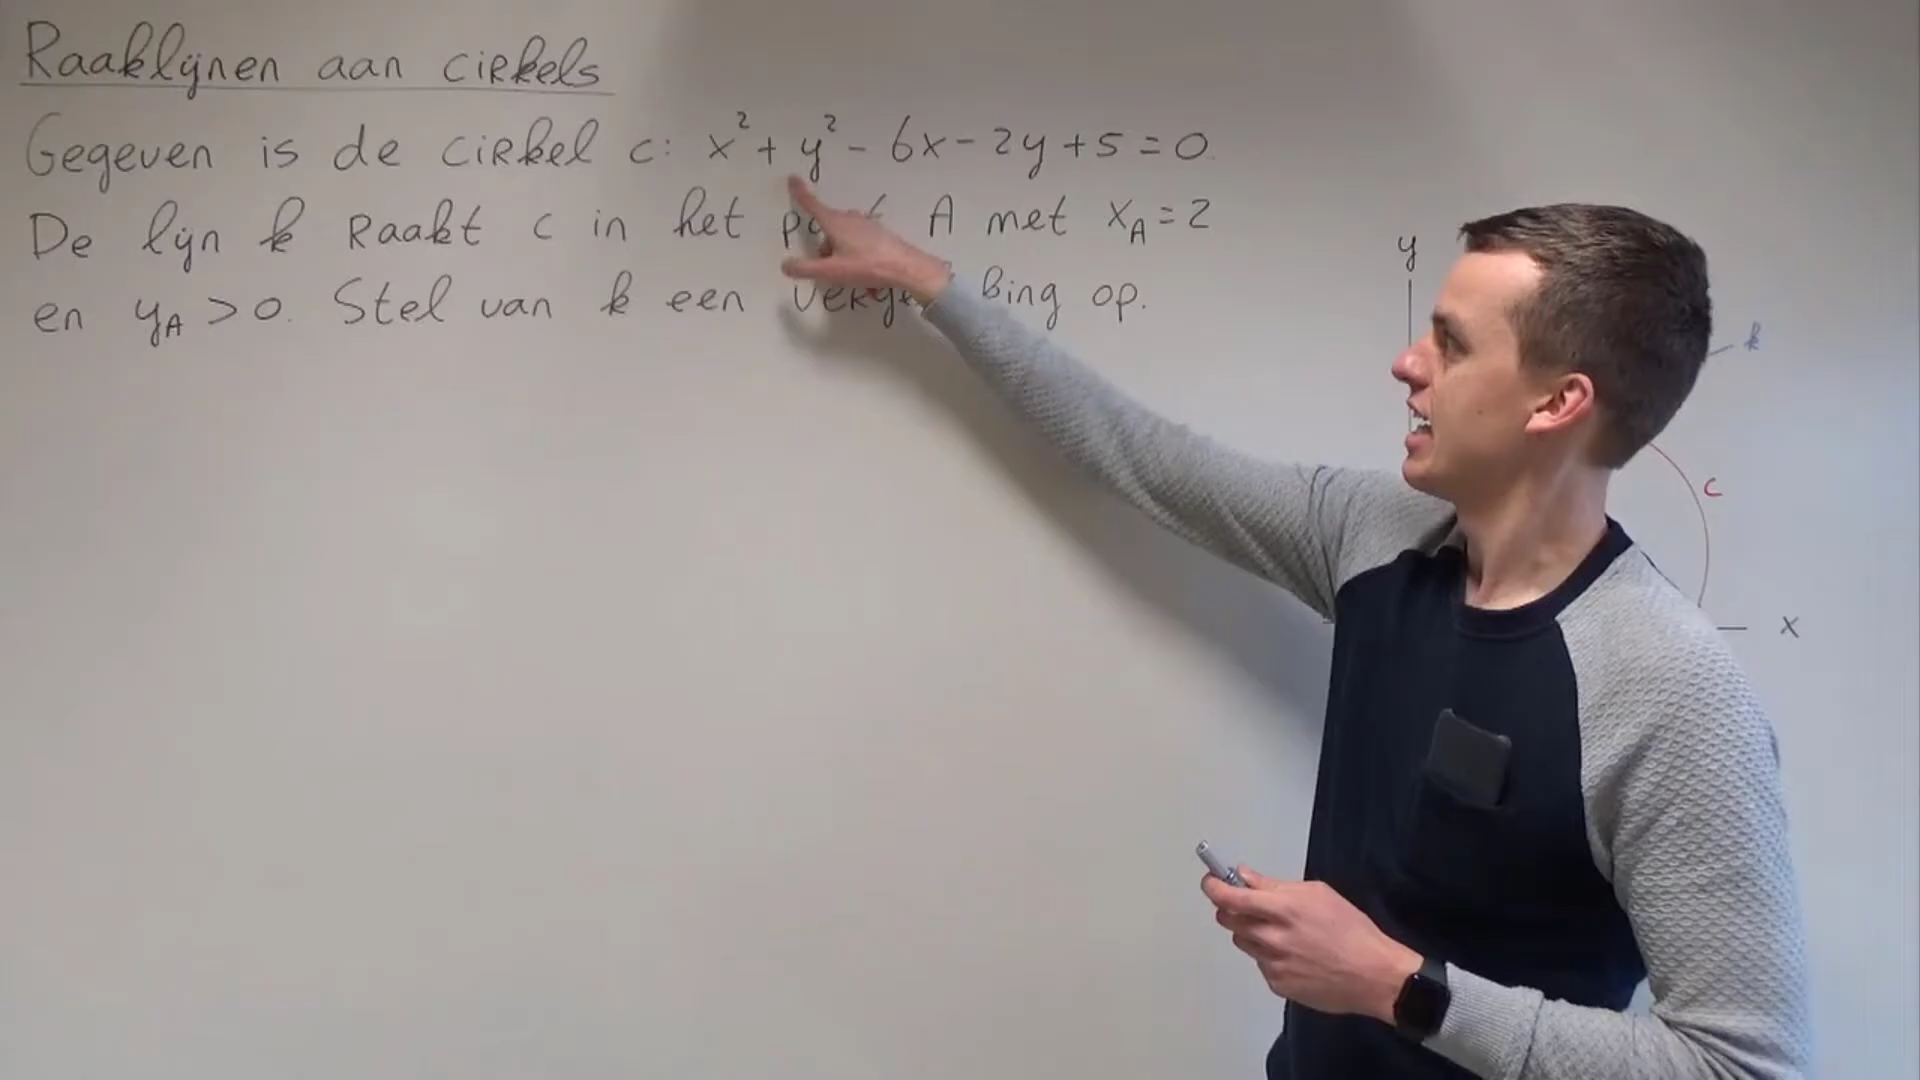 Raaklijnen aan cirkels
Gegeven is de cirkel c: x² + y² - 6x - 2y + 5 = 0.
De lijn k raakt c in het A met x_A = 2
en y_A > 0. Stel van k een op.
y
k
c
x